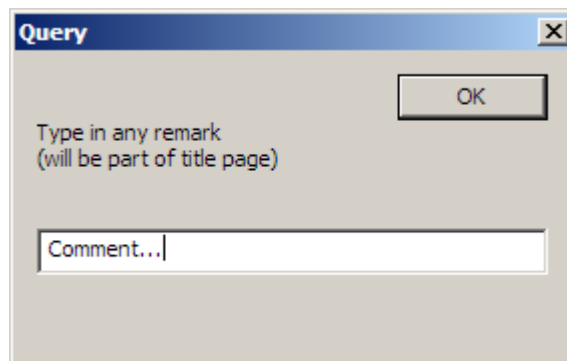 Query
OK
Type in any remark
(will be part of title page)
Comment...